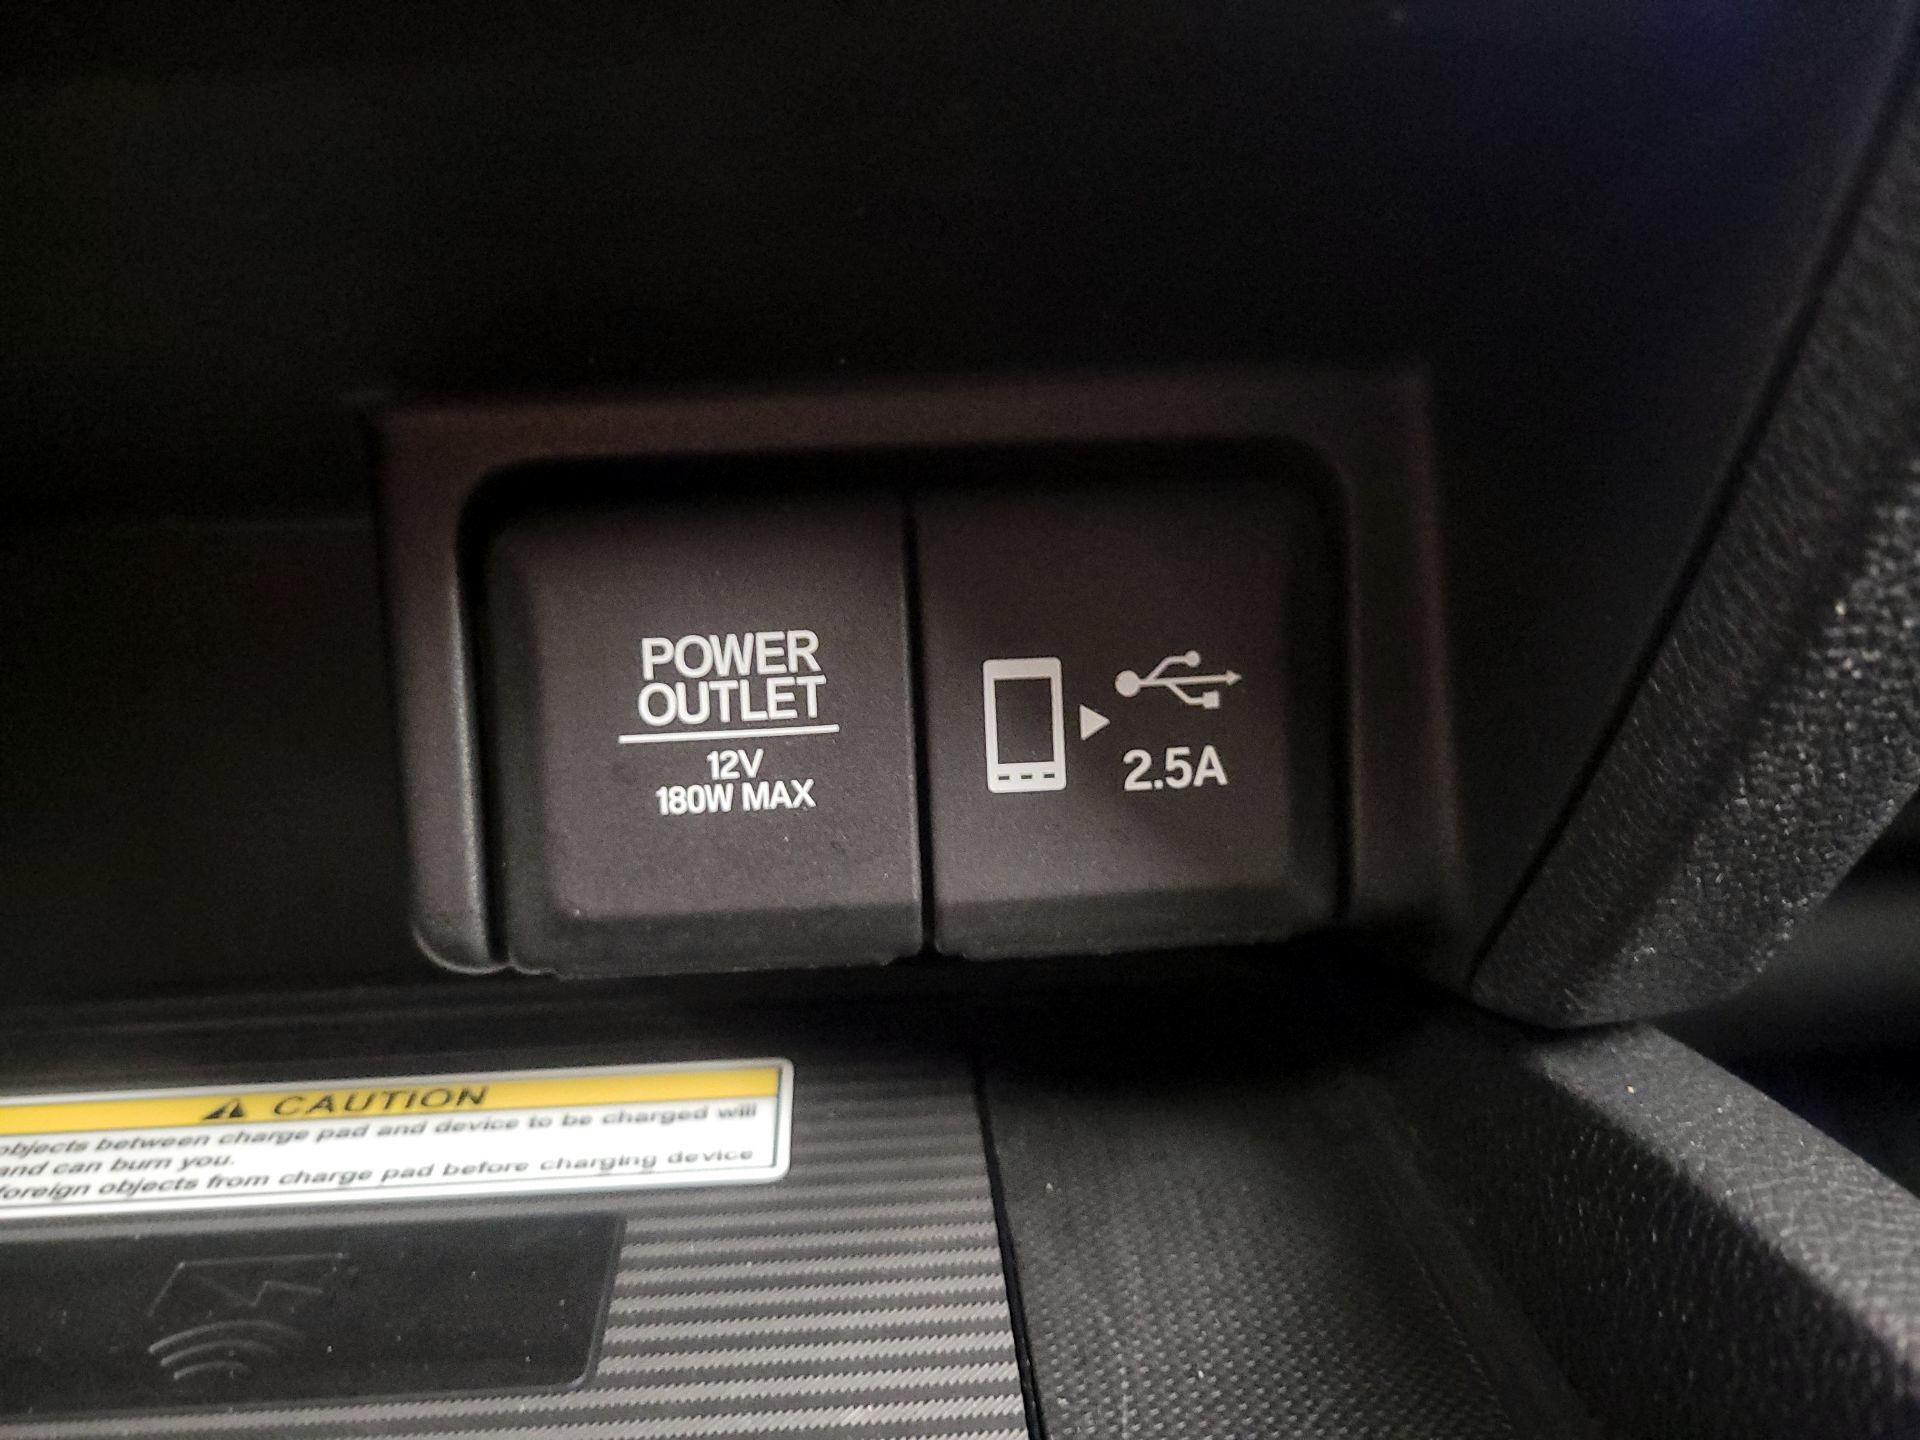 POWER
OUTLET
12V
180W MAX
2.5A
CAUTION
objects between charge pad and device to be charged will
and can burn you.
foreign objects from charge pad before charging device